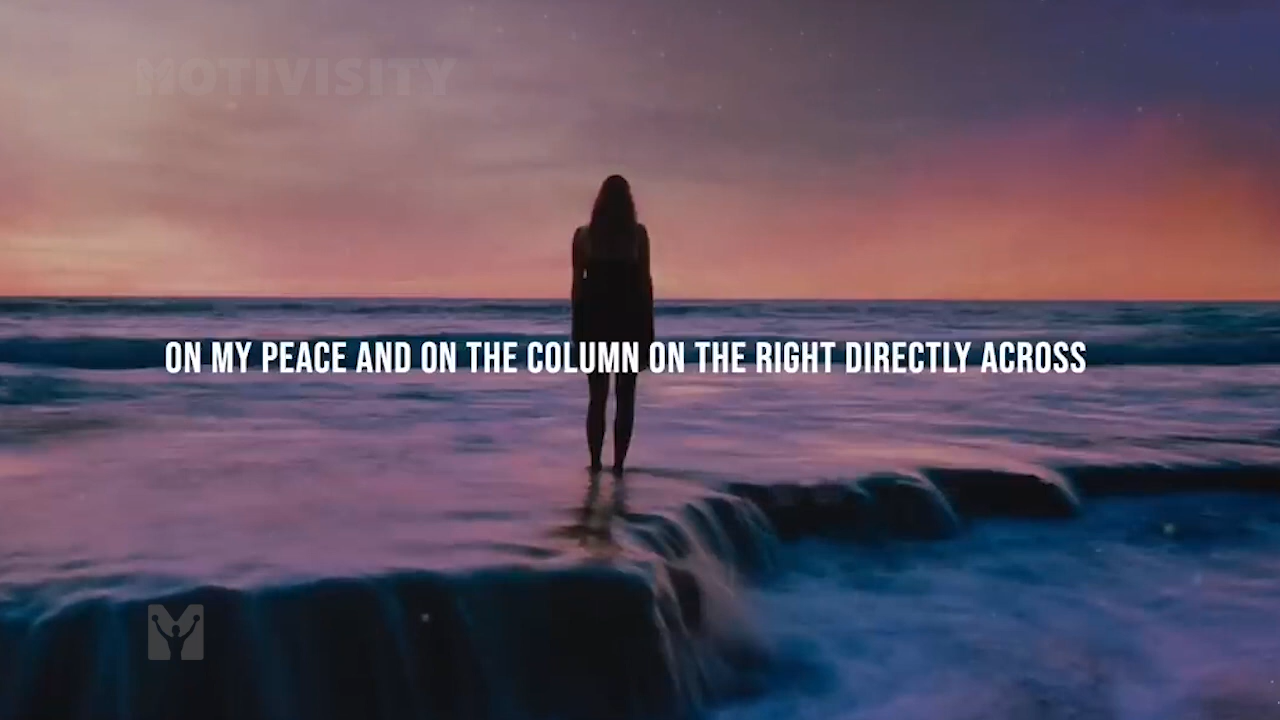 MOTIVISITY
ON MY PEACE AND ON THE COLUMN ON THE RIGHT DIRECTLY ACROSS